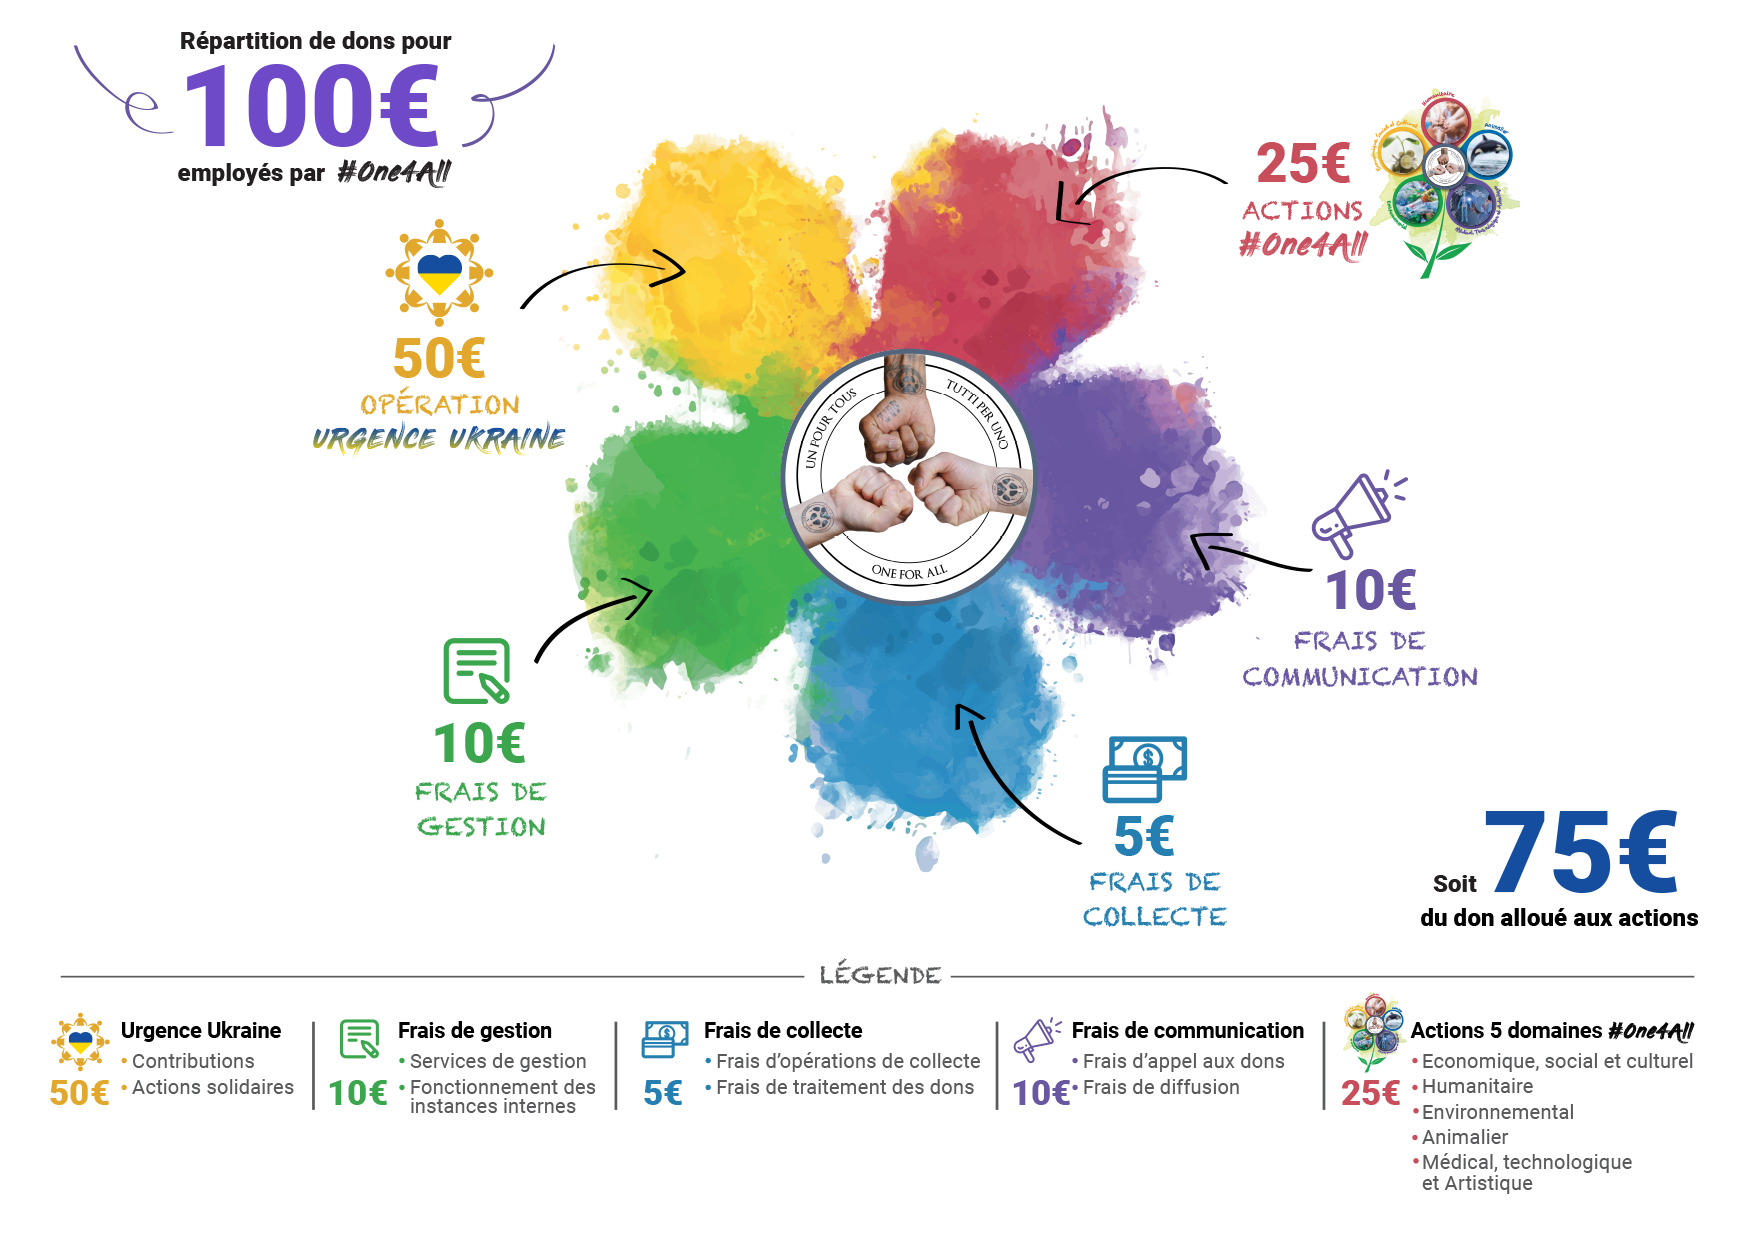 Répartition de dons pour
100€
employés par #One4All
25€
ACTIONS
#One4All
Humanitaire
Animalier
50€
OPÉRATION
URGENCE UKRAINE
UN POUR TOUS
TUTTI PER UNO
ONE FOR ALL
10€
FRAIS DE
COMMUNICATION
10€
FRAIS DE
GESTION
5€
FRAIS DE
COLLECTE
Soit 75€
du don alloué aux actions
LÉGENDE
Urgence Ukraine
• Contributions
• Actions solidaires
50€
Frais de gestion
• Services de gestion
• Fonctionnement des
instances internes
10€
Frais de collecte
• Frais d’opérations de collecte
• Frais de traitement des dons
5€
Frais de communication
• Frais d’appel aux dons
• Frais de diffusion
10€
Actions 5 domaines #One4All
• Economique, social et culturel
• Humanitaire
• Environnemental
• Animalier
• Médical, technologique
et Artistique
25€